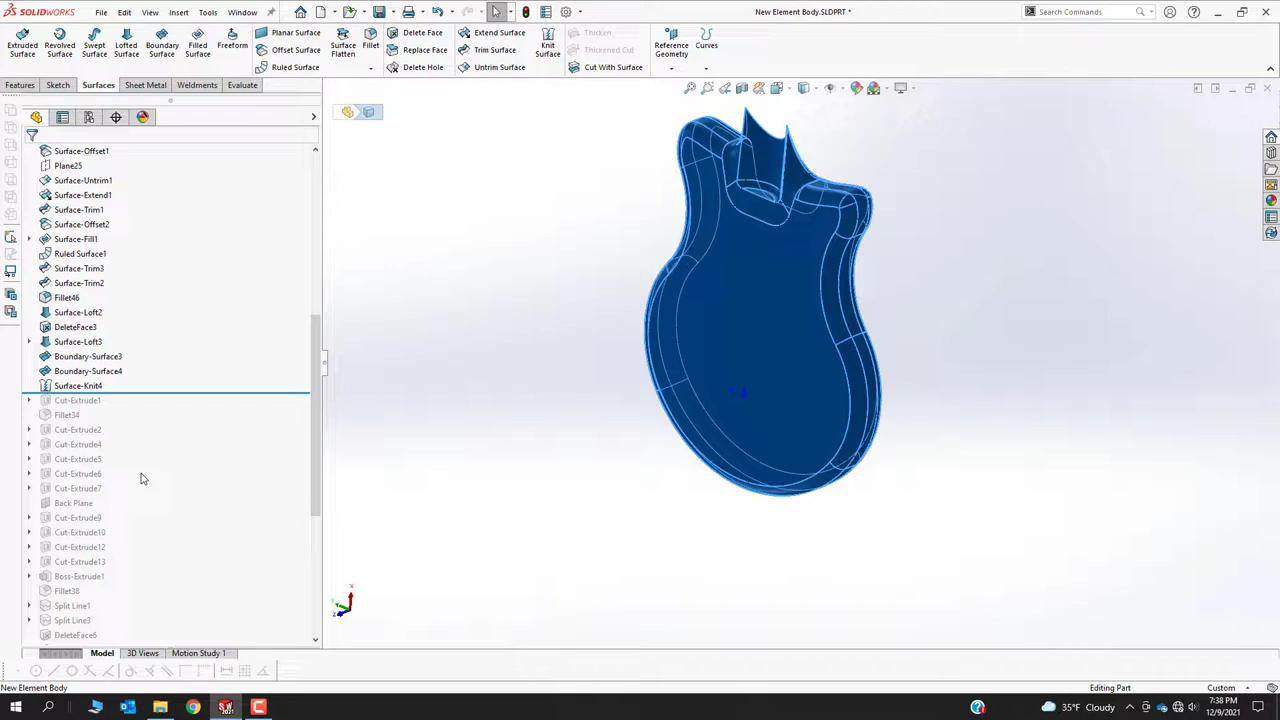 SOLIDWORKS File Edit View Insert Tools Window New Element Body.SLDPRT * Search Commands
Extruded Surface Revolved Surface Swept Surface Lofted Surface Boundary Surface Filled Surface Freeform
Planar Surface Offset Surface Ruled Surface
Surface Flatten Fillet
Delete Face Replace Face Delete Hole
Extend Surface Trim Surface Untrim Surface
Knit Surface
Thicken Thickened Cut Cut With Surface
Reference Geometry Curves
Features Sketch Surfaces Sheet Metal Weldments Evaluate
Surface-Offset1
Plane25
Surface-Untrim1
Surface-Extend1
Surface-Trim1
Surface-Offset2
Surface-Fill1
Ruled Surface1
Surface-Trim3
Surface-Trim2
Fillet46
Surface-Loft2
DeleteFace3
Surface-Loft3
Boundary-Surface3
Boundary-Surface4
Surface-Knit4
Cut-Extrude1
Fillet34
Cut-Extrude2
Cut-Extrude4
Cut-Extrude5
Cut-Extrude6
Cut-Extrude7
Back Plane
Cut-Extrude9
Cut-Extrude10
Cut-Extrude12
Cut-Extrude13
Boss-Extrude1
Fillet38
Split Line1
Split Line3
DeleteFace6
Model 3D Views Motion Study 1
New Element Body Editing Part Custom
35°F Cloudy 7:38 PM
12/9/2021